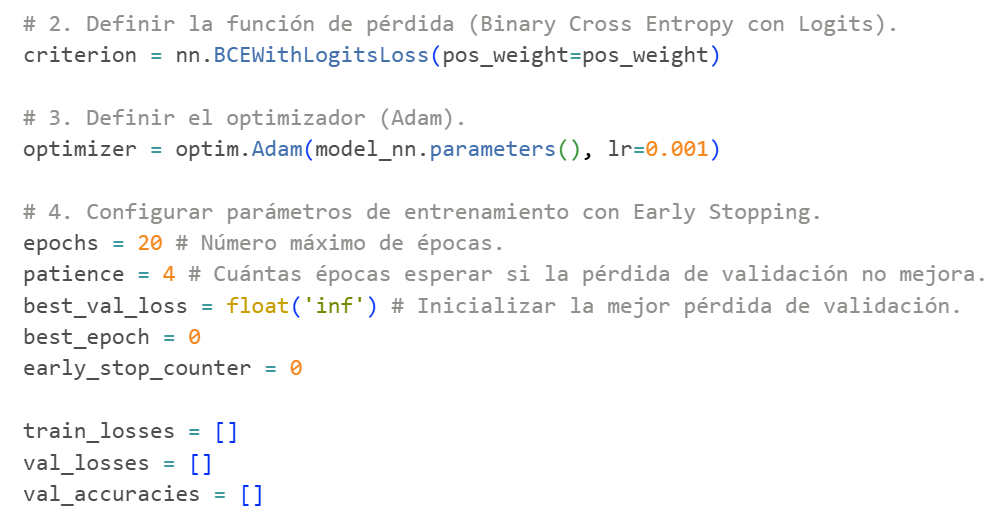 # 2. Definir la función de pérdida (Binary Cross Entropy con Logits).
criterion = nn.BCEWithLogitsLoss(pos_weight=pos_weight)
# 3. Definir el optimizador (Adam).
optimizer = optim.Adam(model_nn.parameters(), lr=0.001)
# 4. Configurar parámetros de entrenamiento con Early Stopping.
epochs = 20 # Número máximo de épocas.
patience = 4 # Cuántas épocas esperar si la pérdida de validación no mejora.
best_val_loss = float('inf') # Inicializar la mejor pérdida de validación.
best_epoch = 0
early_stop_counter = 0
train_losses = []
val_losses = []
val_accuracies = []